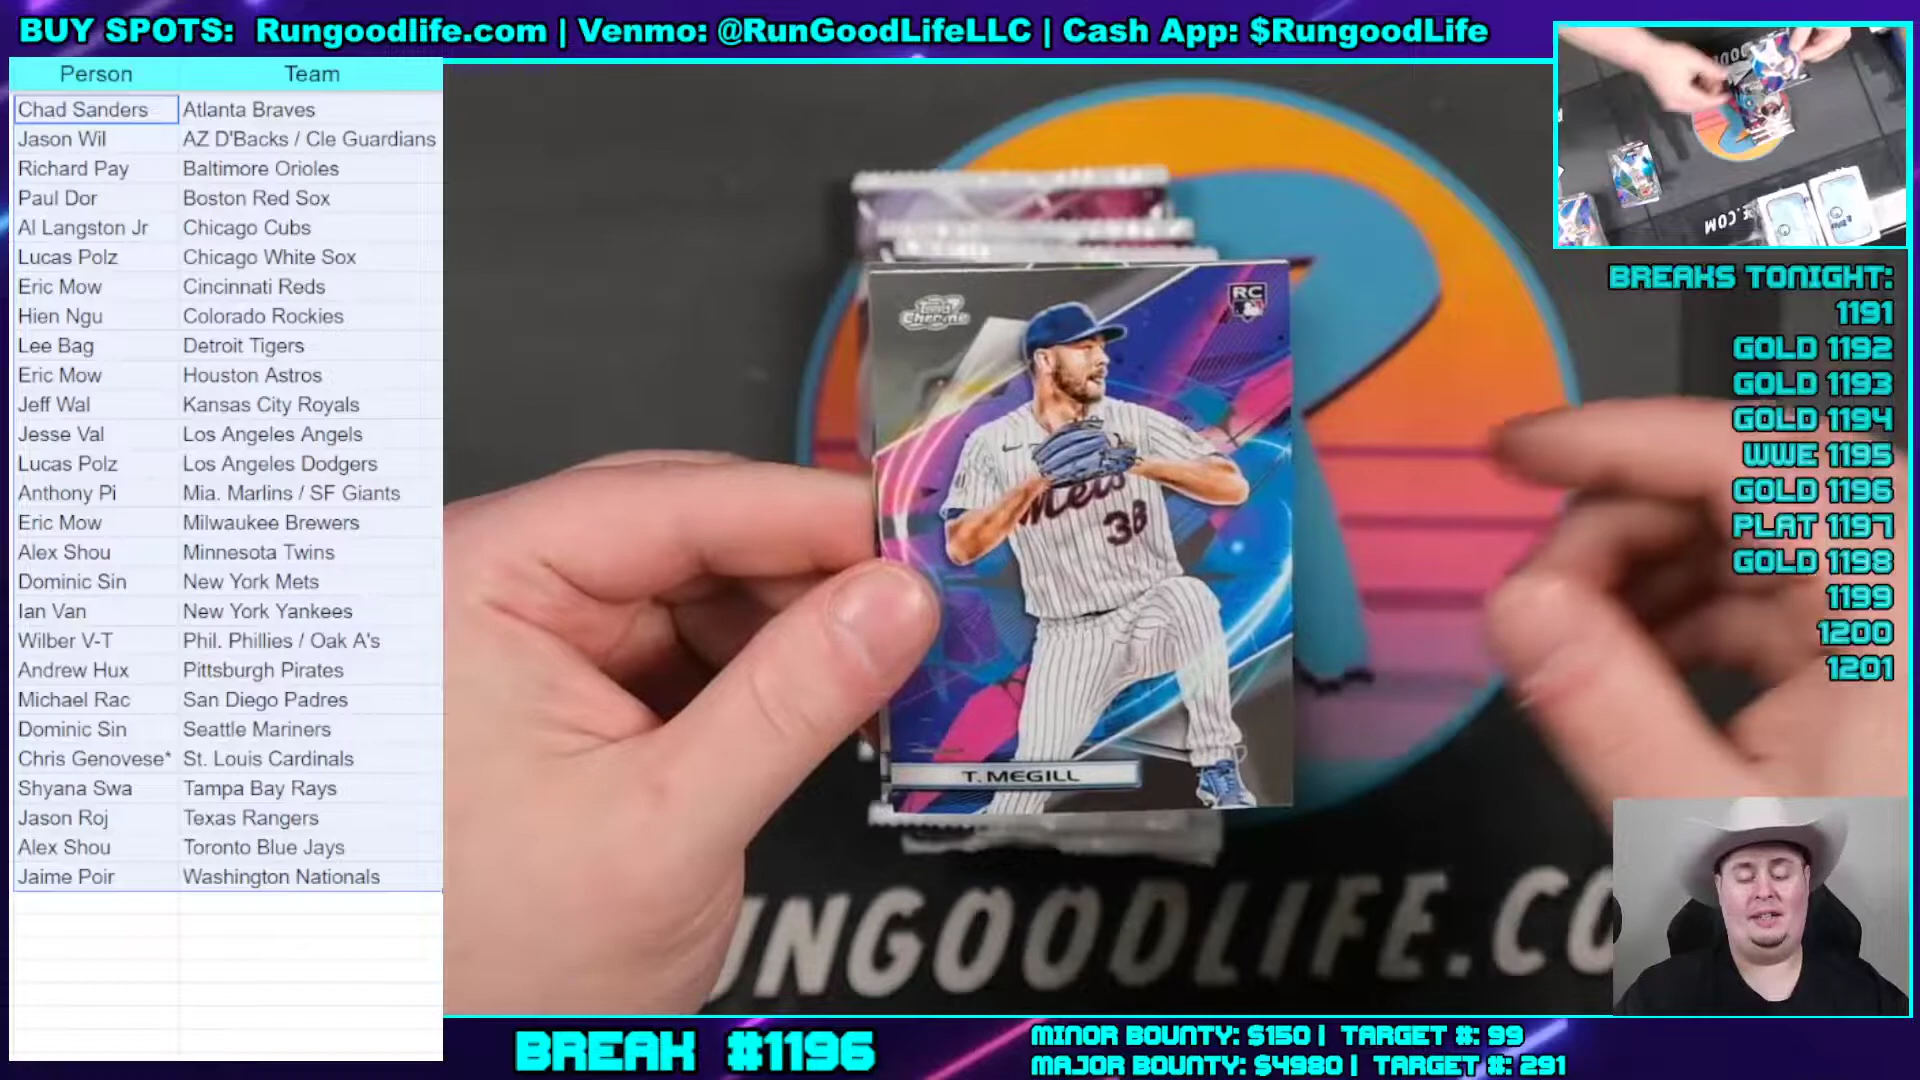 BUY SPOTS: Rungoodlife.com | Venmo: @RunGoodLifeLLC | Cash App: $RungoodLife
Person Team
Chad Sanders Atlanta Braves
Jason Wil AZ D'Backs / Cle Guardians
Richard Pay Baltimore Orioles
Paul Dor Boston Red Sox
Al Langston Jr Chicago Cubs
Lucas Polz Chicago White Sox
Eric Mow Cincinnati Reds
Hien Ngu Colorado Rockies
Lee Bag Detroit Tigers
Eric Mow Houston Astros
Jeff Wal Kansas City Royals
Jesse Val Los Angeles Angels
Lucas Polz Los Angeles Dodgers
Anthony Pi Mia. Marlins / SF Giants
Eric Mow Milwaukee Brewers
Alex Shou Minnesota Twins
Dominic Sin New York Mets
Ian Van New York Yankees
Wilber V-T Phil. Phillies / Oak A's
Andrew Hux Pittsburgh Pirates
Michael Rac San Diego Padres
Dominic Sin Seattle Mariners
Chris Genovese* St. Louis Cardinals
Shyana Swa Tampa Bay Rays
Jason Roj Texas Rangers
Alex Shou Toronto Blue Jays
Jaime Poir Washington Nationals
Chrome
RC
Mets
38
T. MEGILL
UNGOODLIFE.CO
.COM
BREAKS TONIGHT:
1191
GOLD 1192
GOLD 1193
GOLD 1194
WWE 1195
GOLD 1196
PLAT 1197
GOLD 1198
1199
1200
1201
BREAK #1196
MINOR BOUNTY: $150 | TARGET #: 99
MAJOR BOUNTY: $4980 | TARGET #: 291